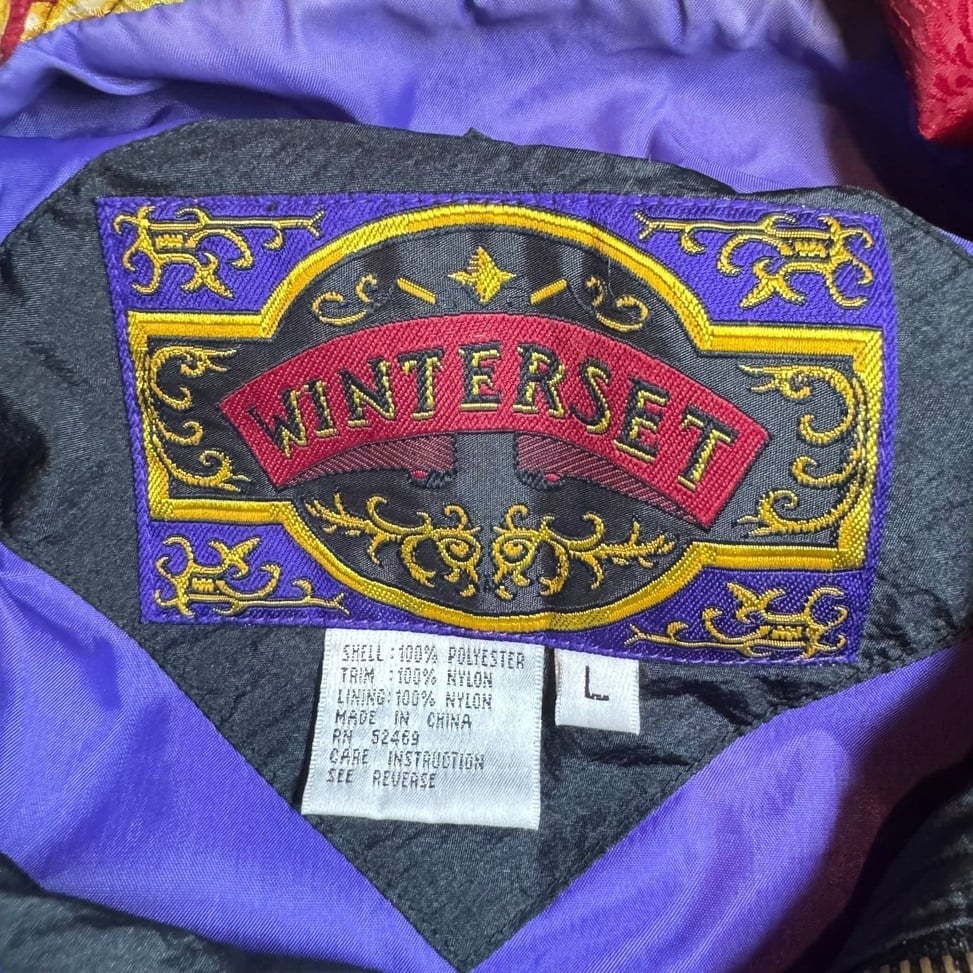 WINTERSET
SHELL :100% POLYESTER
TRIM :100% NYLON
LINING:100% NYLON
MADE IN CHINA
RN 52469
CARE INSTRUCTION
SEE REVERSE
L